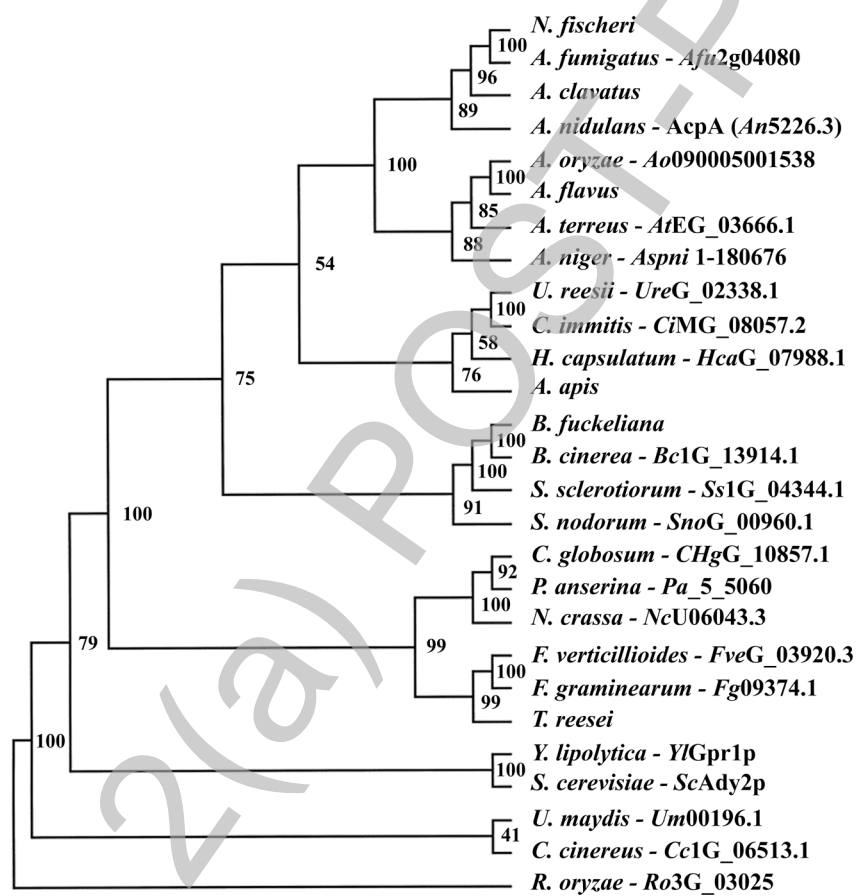 N. fischeri
100
A. fumigatus - Afu2g04080
96
A. clavatus
89
A. nidulans - AcpA (An5226.3)
100
A. oryzae - Ao090005001538
100
A. flavus
85
A. terreus - AtEG_03666.1
88
A. niger - Aspni 1-180676
54
U. reesii - UreG_02338.1
100
C. immitis - CiMG_08057.2
58
H. capsulatum - HcaG_07988.1
76
A. apis
75
B. fuckeliana
100
B. cinerea - Bc1G_13914.1
100
S. sclerotiorum - Ss1G_04344.1
91
S. nodorum - SnoG_00960.1
100
C. globosum - CHgG_10857.1
92
P. anserina - Pa_5_5060
100
N. crassa - NcU06043.3
99
F. verticillioides - FveG_03920.3
100
F. graminearum - Fg09374.1
99
T. reesei
79
Y. lipolytica - YlGpr1p
100
S. cerevisiae - ScAdy2p
100
U. maydis - Um00196.1
41
C. cinereus - Cc1G_06513.1
R. oryzae - Ro3G_03025
2(a) POST-P